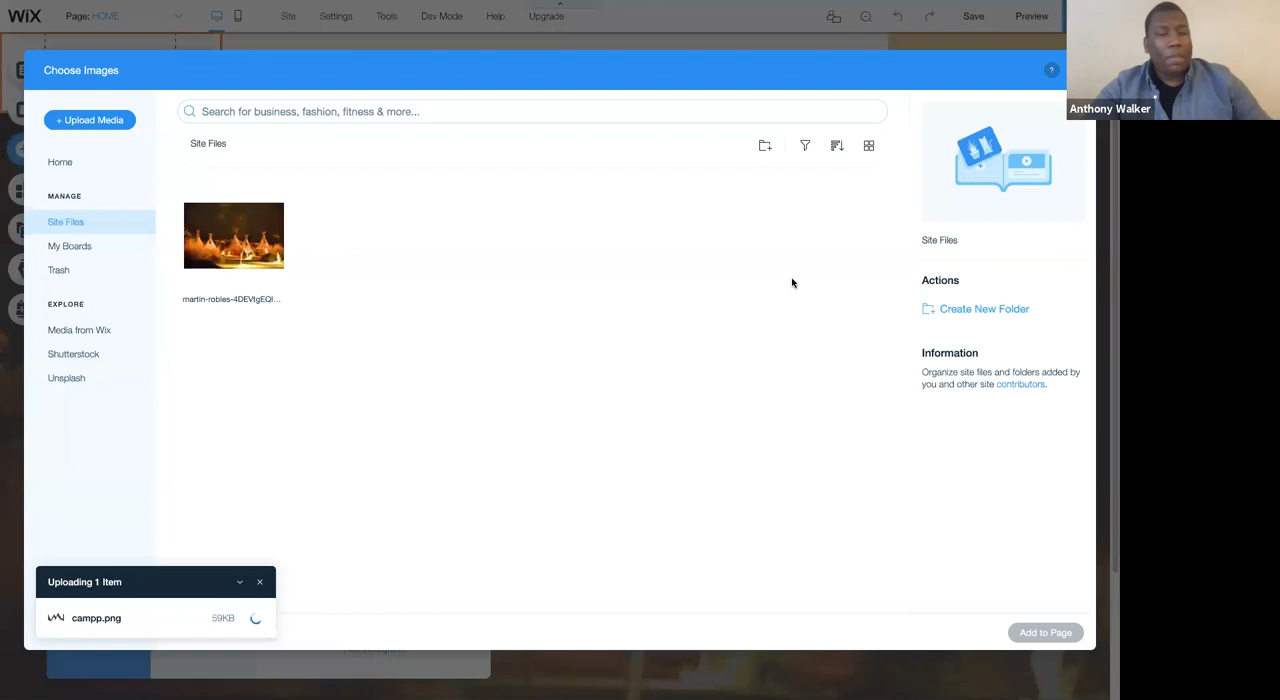 WiX Page: HOME Site Settings Tools Dev Mode Help Upgrade Save Preview
Choose Images ?
Anthony Walker
+ Upload Media
Search for business, fashion, fitness & more...
Site Files
Home
MANAGE
Site Files
My Boards
Trash
EXPLORE
Media from Wix
Shutterstock
Unsplash
martin-robles-4DEVtgEQI...
Site Files
Actions
Create New Folder
Information
Organize site files and folders added by
you and other site contributors.
Uploading 1 Item
campp.png 59KB
Add to Page